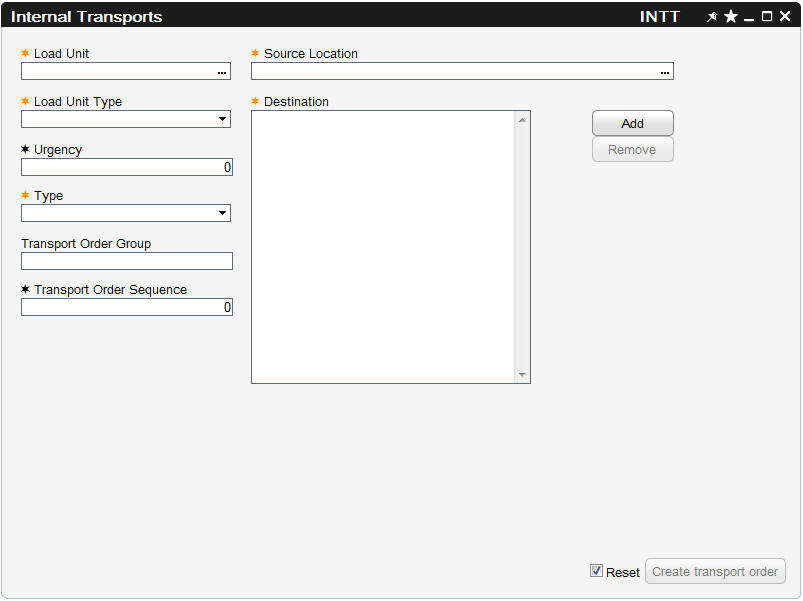 Internal Transports INTT
Load Unit
...
Source Location
...
Load Unit Type
Destination
Add
Remove
Urgency
0
Type
Transport Order Group
Transport Order Sequence
0
Reset
Create transport order